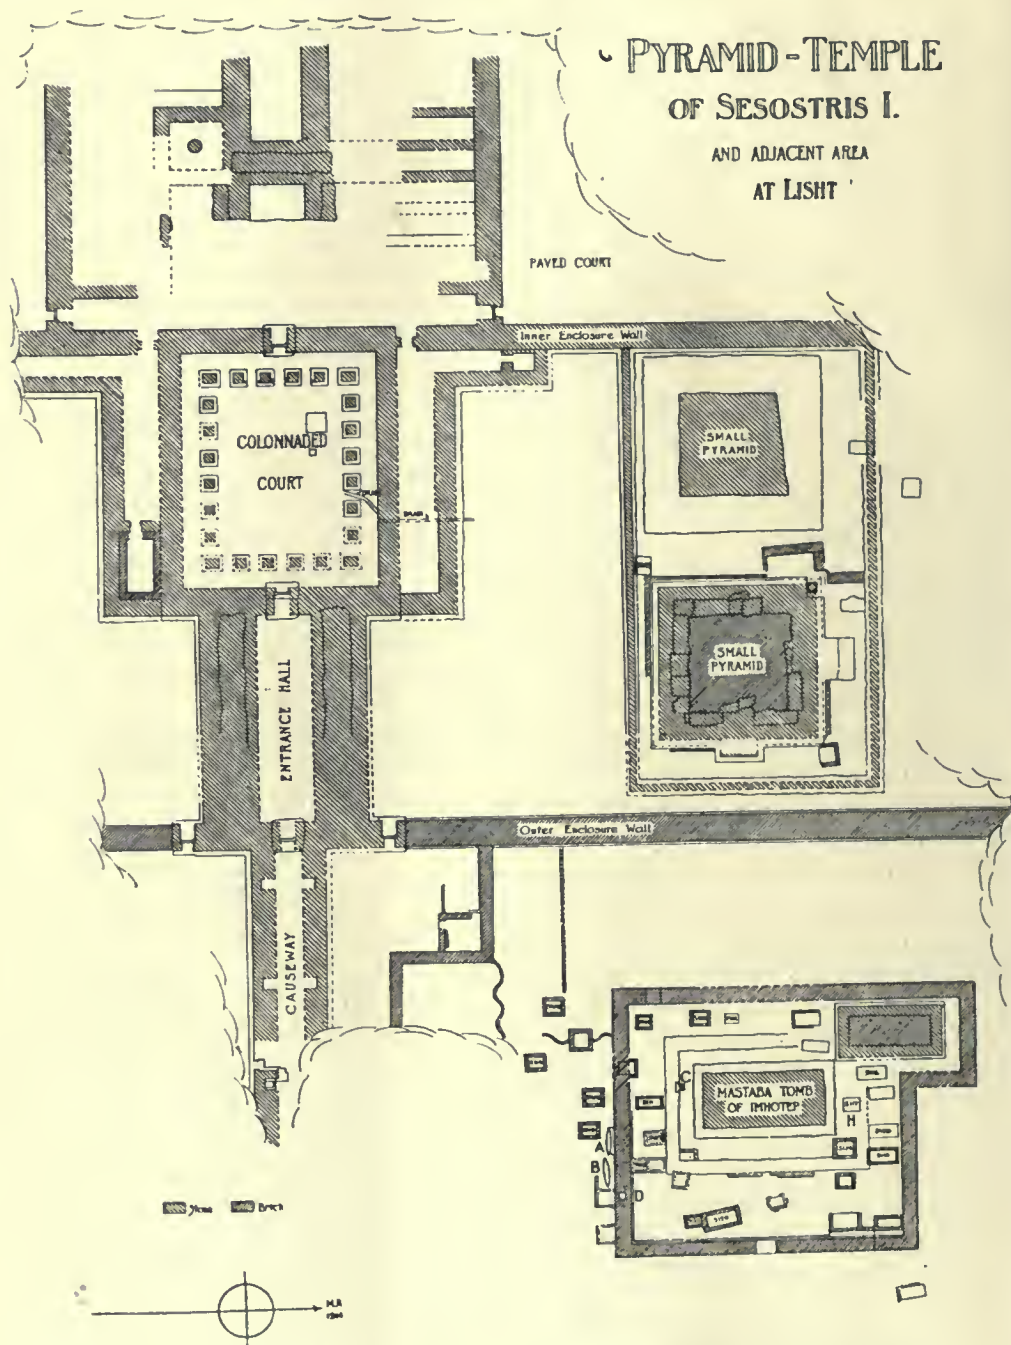 PYRAMID-TEMPLE
OF SESOSTRIS I.
AND ADJACENT AREA
AT LISHT
PAVED COURT
Inner Enclosure Wall
SMALL
PYRAMID
COLONNADED
COURT
SMALL
PYRAMID
ENTRANCE HALL
Outer Enclosure Wall
CAUSEWAY
MASTABA TOMB
OF IMHOTEP
C
H
A
B
D
Stone
Brick